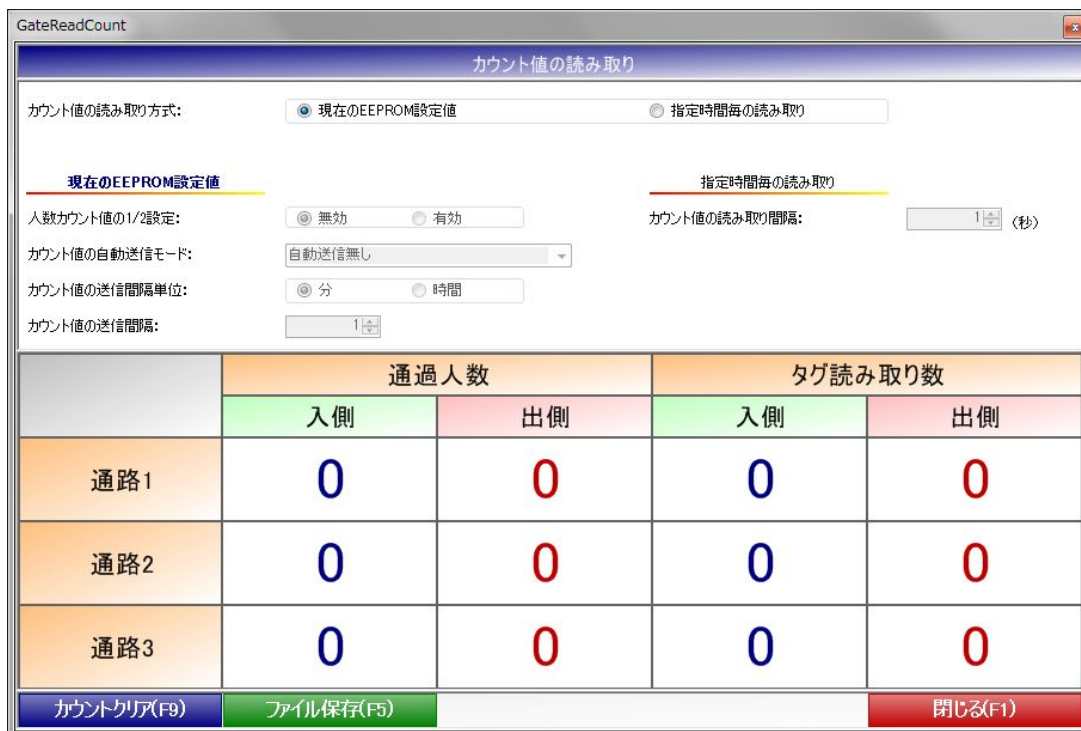 GateReadCount
カウント値の読み取り
カウント値の読み取り方式: 現在のEEPROM設定値 指定時間毎の読み取り
現在のEEPROM設定値 指定時間毎の読み取り
人数カウント値の1/2設定: 無効 有効 カウント値の読み取り間隔: 1 (秒)
カウント値の自動送信モード: 自動送信無し
カウント値の送信間隔単位: 分 時間
カウント値の送信間隔: 1
通過人数 タグ読み取り数
入側 出側 入側 出側
通路1 0 0 0 0
通路2 0 0 0 0
通路3 0 0 0 0
カウントクリア(F9) ファイル保存(F5) 閉じる(F1)